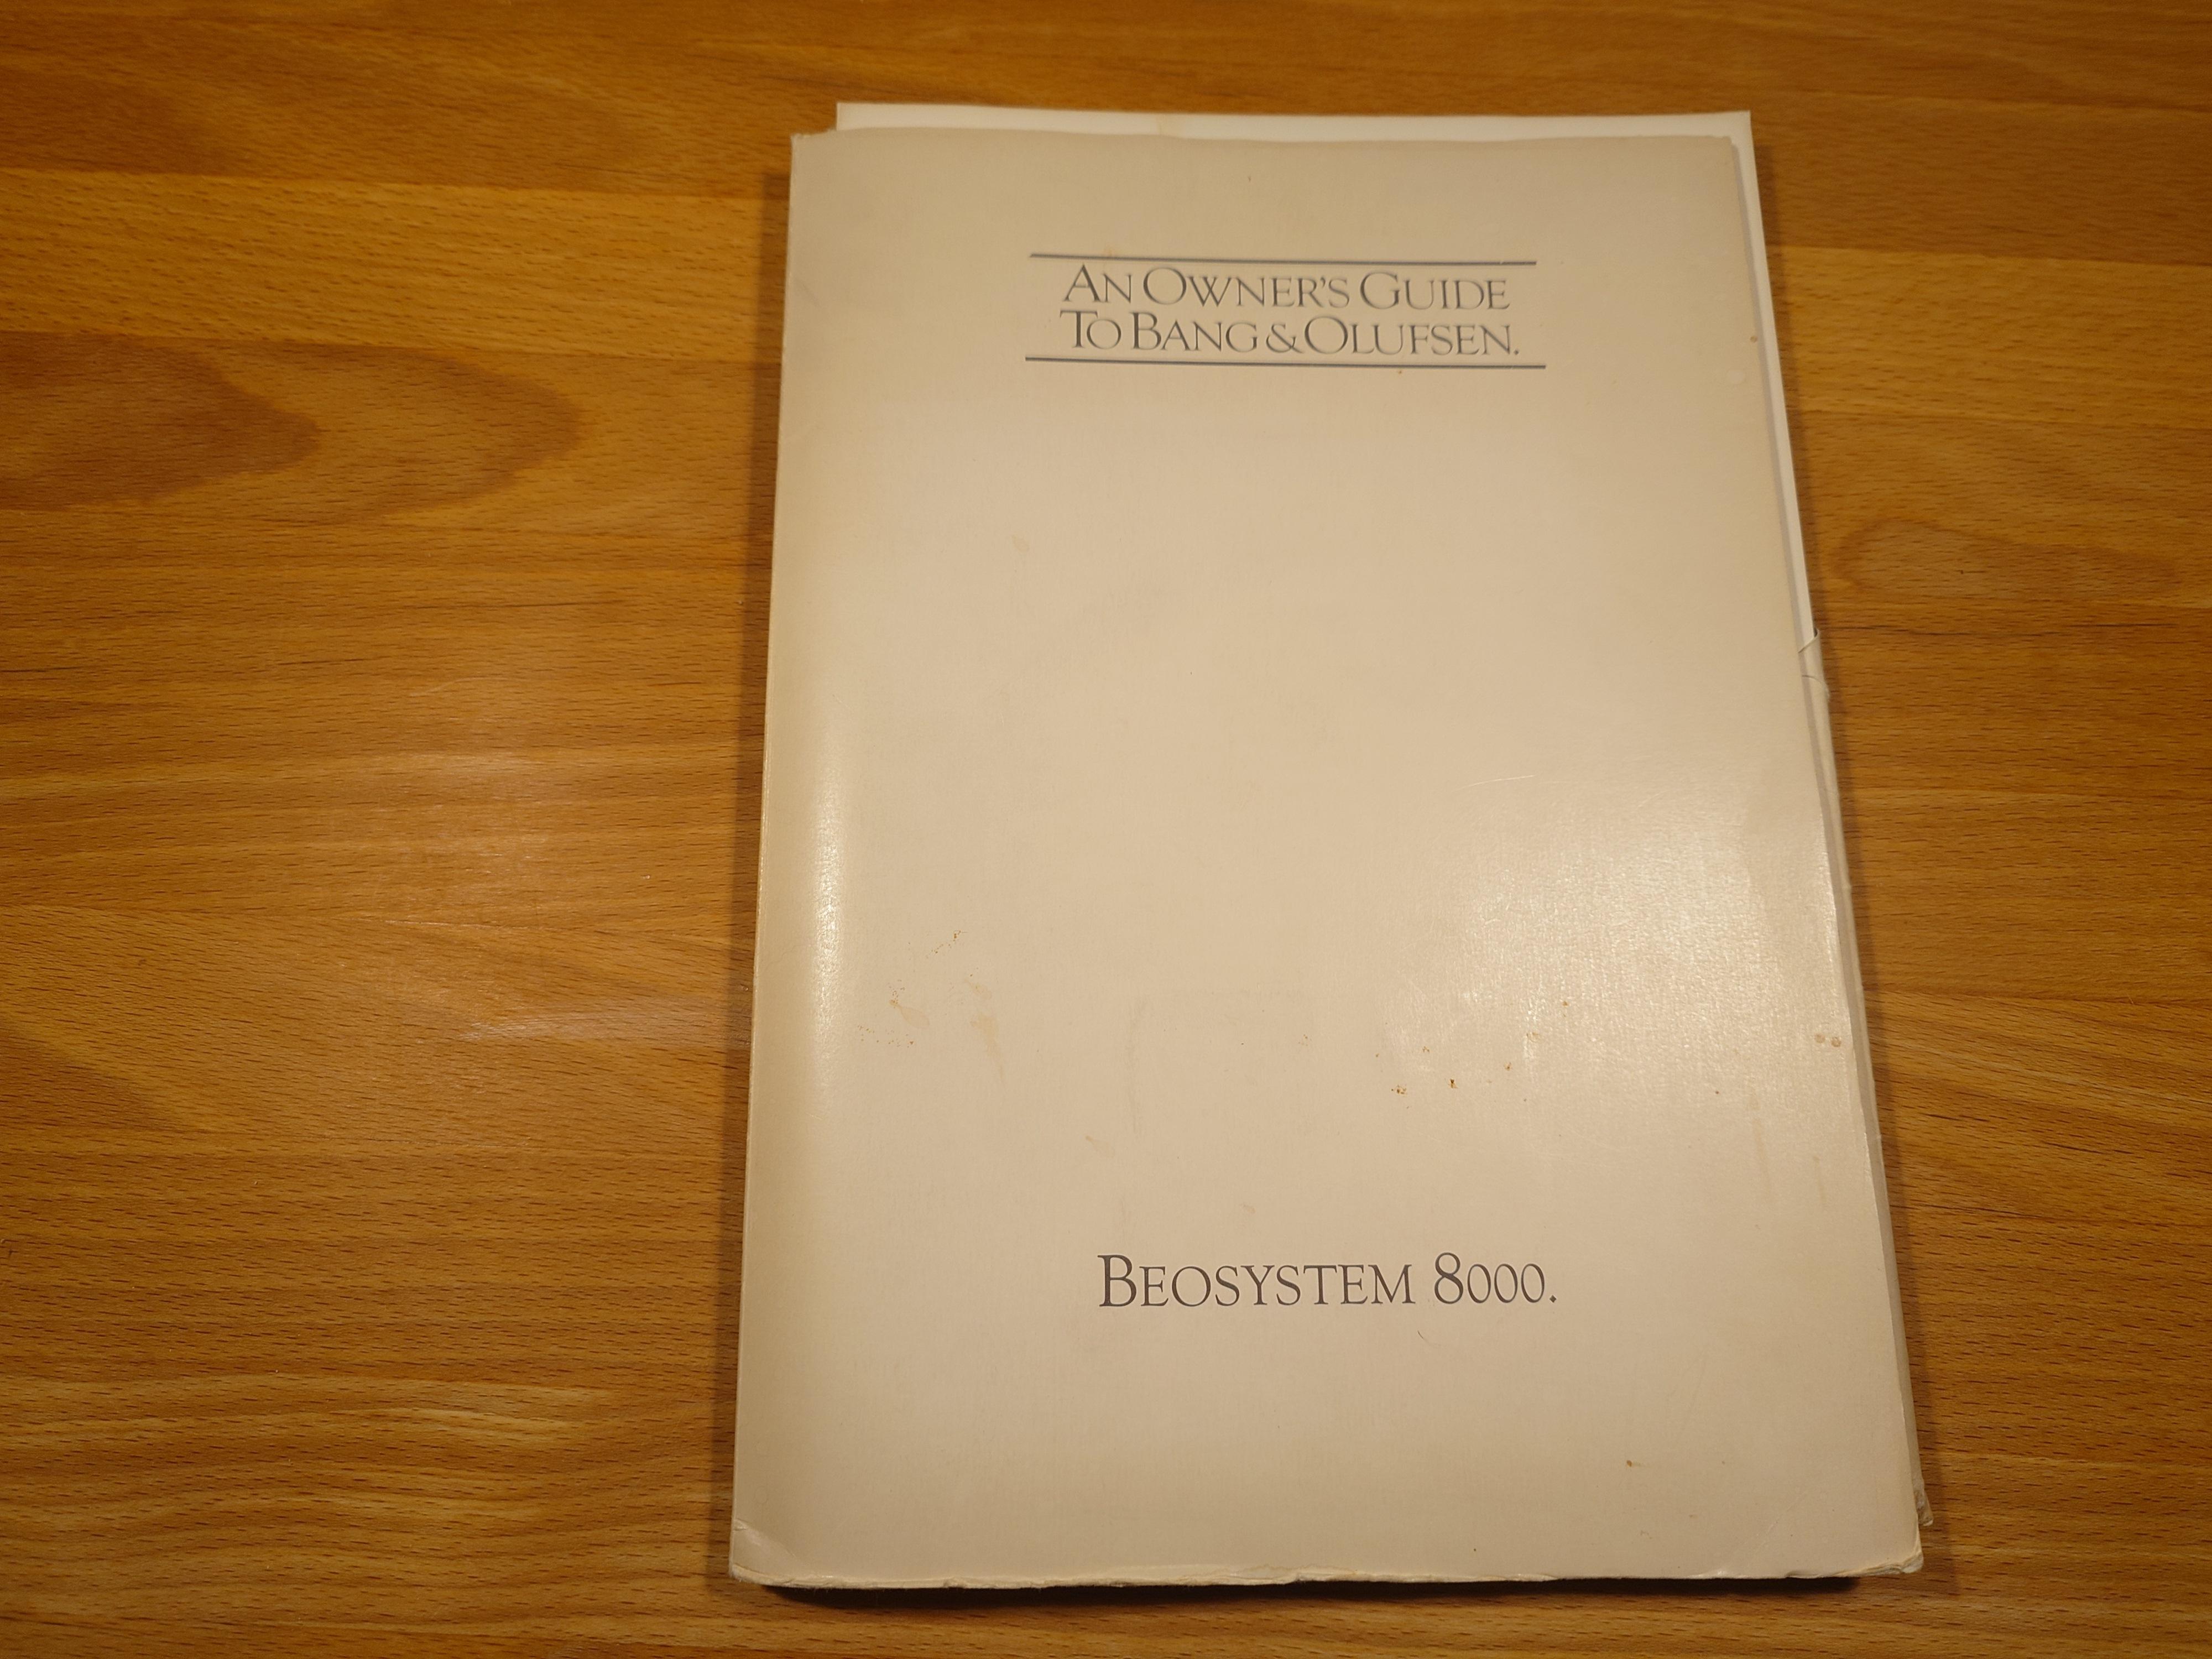 An Owner's Guide
To Bang & Olufsen.
Beosystem 8000.